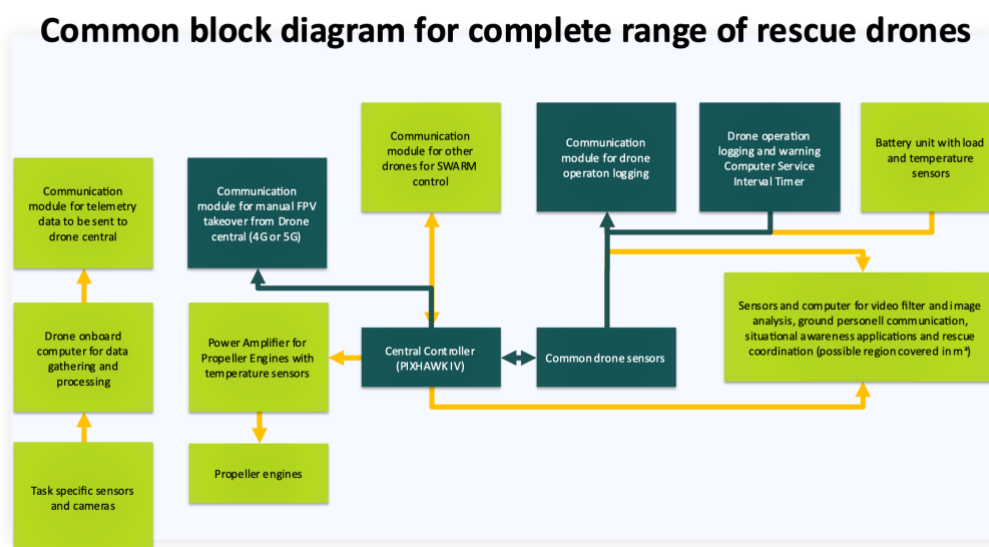 Common block diagram for complete range of rescue drones
Communication
module for other
drones for SWARM
control
Communication
module for drone
operaton logging
Drone operation
logging and warning
Computer Service
Interval Timer
Battery unit with load
and temperature
sensors
Communication
module for telemetry
data to be sent to
drone central
Communication
module for manual FPV
takeover from Drone
central (4G or 5G)
Sensors and computer for video filter and image
analysis, ground personell communication,
situational awareness applications and rescue
coordination (possible region covered in m²)
Drone onboard
computer for data
gathering and
processing
Power Amplifier for
Propeller Engines with
temperature sensors
Central Controller
(PIXHAWK IV)
Common drone sensors
Task specific sensors
and cameras
Propeller engines